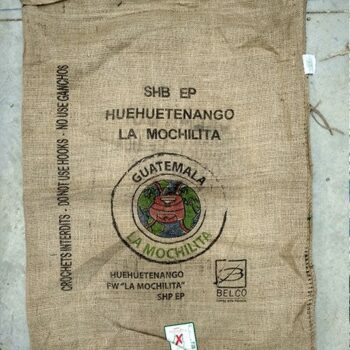 SHB EP
HUEHUETENANGO
LA MOCHILITA
CROCHETS INTERDITS - DO NOT USE HOOKS - NO USE GANCHOS
GUATEMALA
LA MOCHILITA
HUEHUETENANGO
FW "LA MOCHILITA"
SHP EP
B
BELCO
X